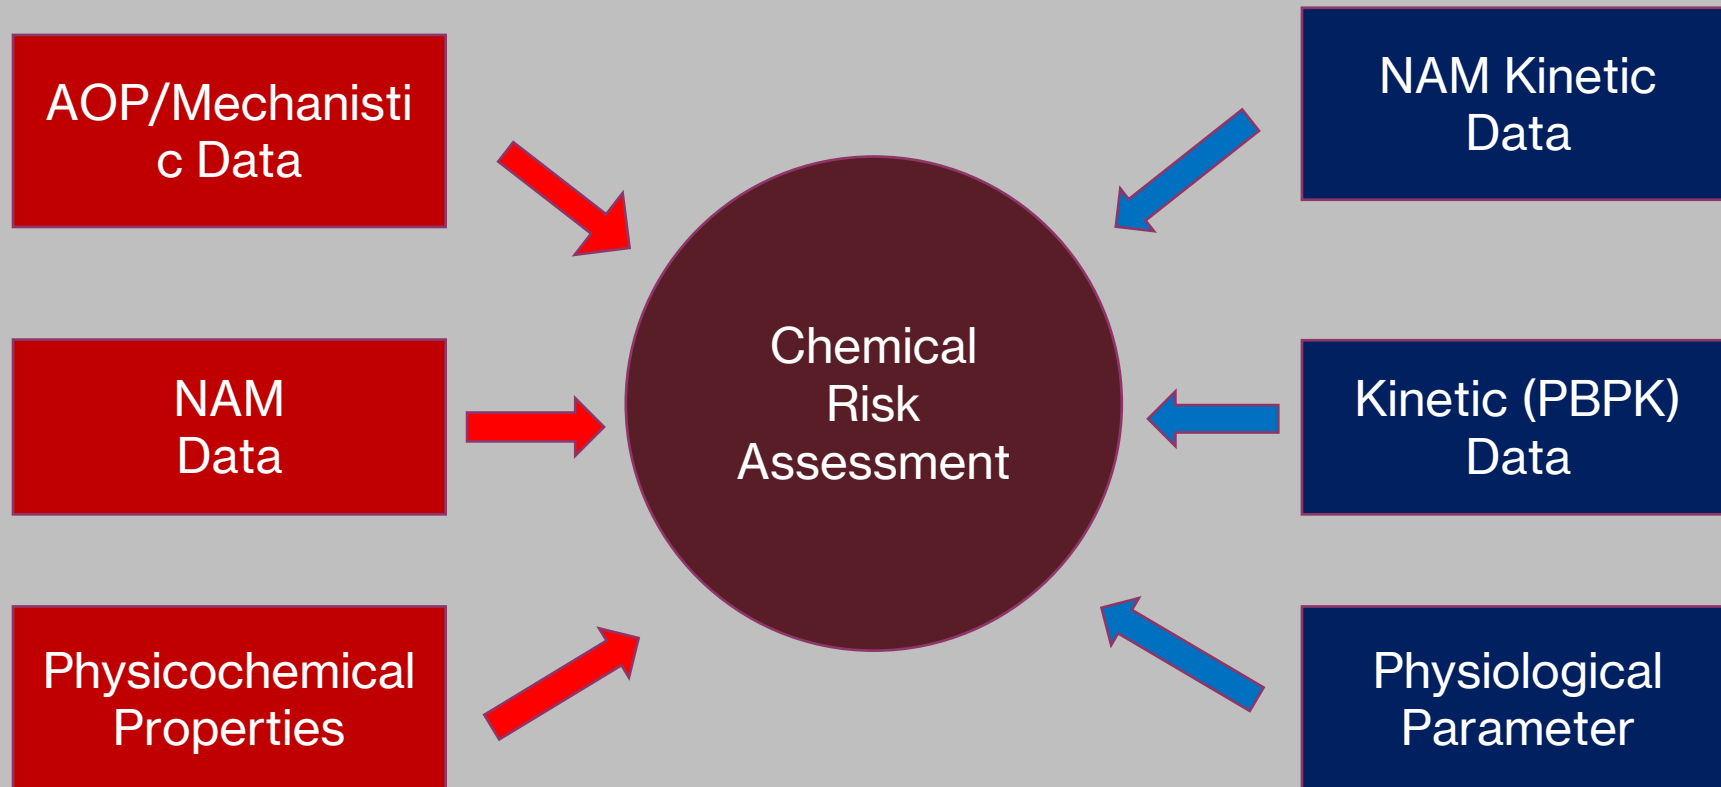 AOP/Mechanisti
c Data
NAM
Data
Physicochemical
Properties
Chemical
Risk
Assessment
NAM Kinetic
Data
Kinetic (PBPK)
Data
Physiological
Parameter